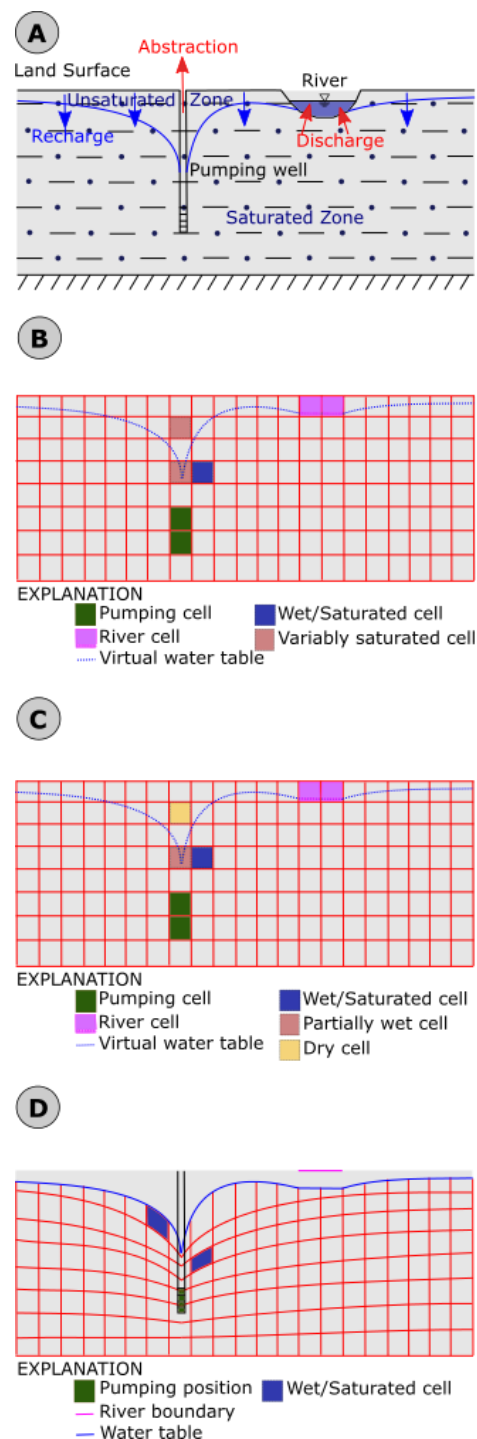 A
Abstraction
Land Surface
River
Unsaturated Zone
Recharge
Discharge
Pumping well
Saturated Zone
B
EXPLANATION
Pumping cell
Wet/Saturated cell
River cell
Variably saturated cell
Virtual water table
C
EXPLANATION
Pumping cell
Wet/Saturated cell
River cell
Partially wet cell
Virtual water table
Dry cell
D
EXPLANATION
Pumping position
Wet/Saturated cell
River boundary
Water table